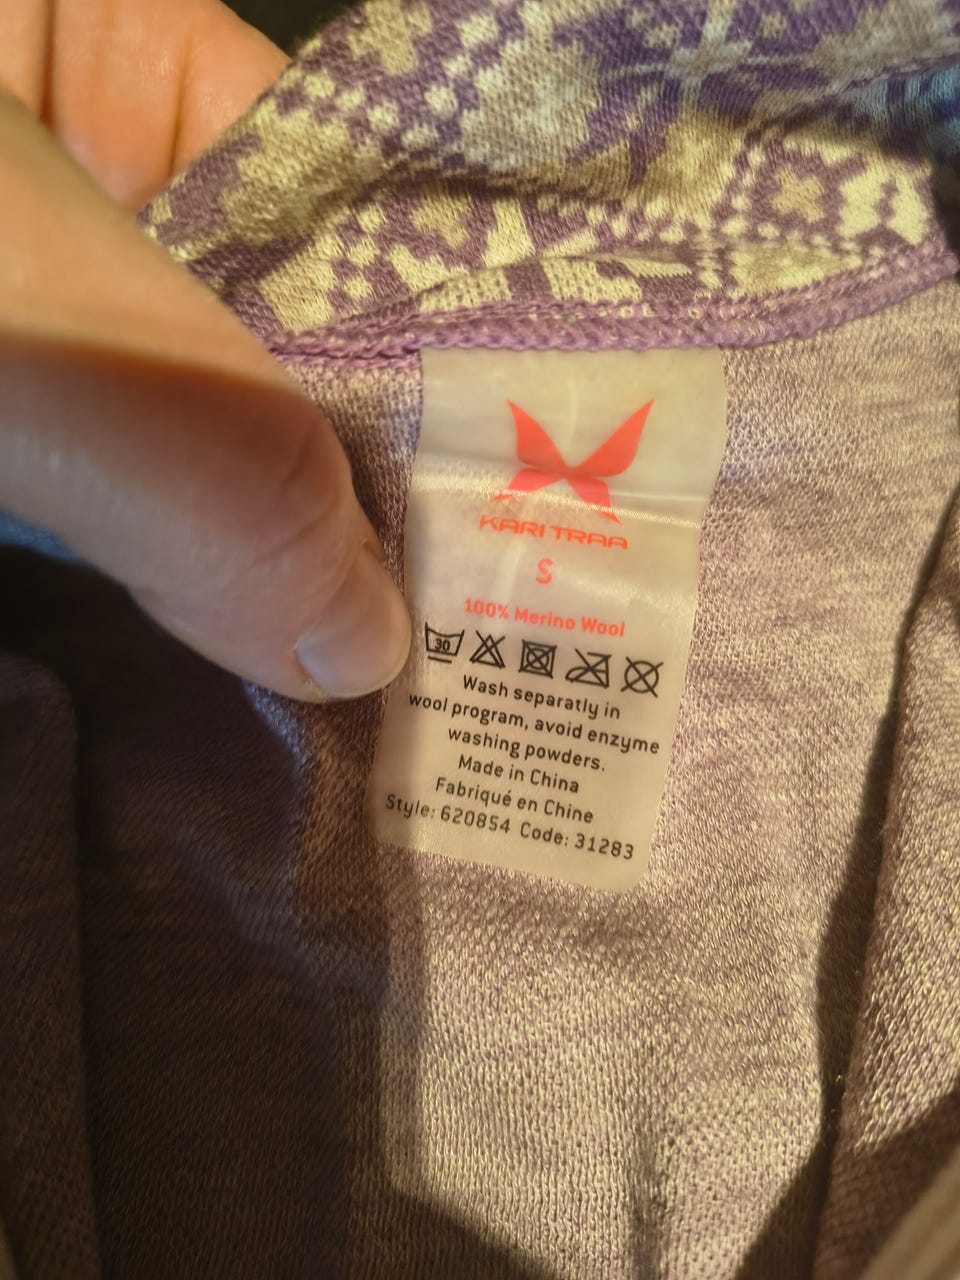 KARI TRAA
S
100% Merino Wool
30
Wash separatly in
wool program, avoid enzyme
washing powders.
Made in China
Fabriqué en Chine
Style: 620854 Code: 31283